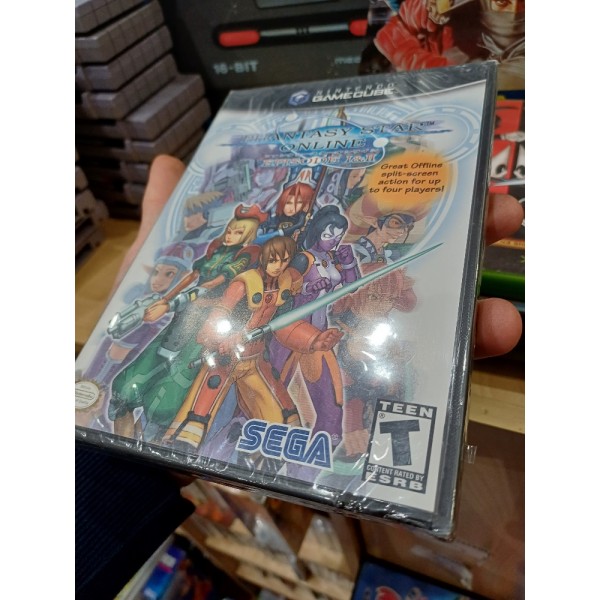 16-BIT
NINTENDO
GAMECUBE
PHANTASY STAR
ONLINE
EPISODE I & II
Great Offline
split-screen
action for up
to four players!
SEGA
TEEN
T
CONTENT RATED BY
ESRB